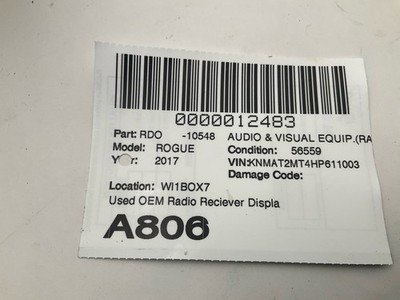 0000012483
Part: RDO -10548 AUDIO & VISUAL EQUIP.(RA
Model: ROGUE Condition: 56559
Year: 2017 VIN:KNMAT2MT4HP611003
Damage Code:
Location: WI1BOX7
Used OEM Radio Reciever Displa
A806